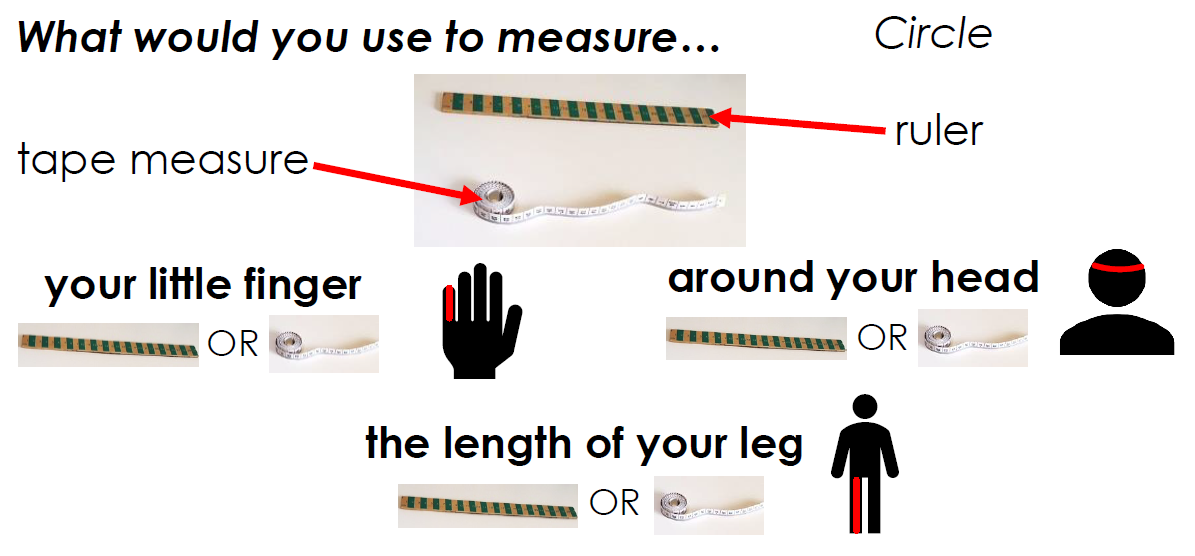 What would you use to measure…
Circle
ruler
tape measure
your little finger
OR
around your head
OR
the length of your leg
OR